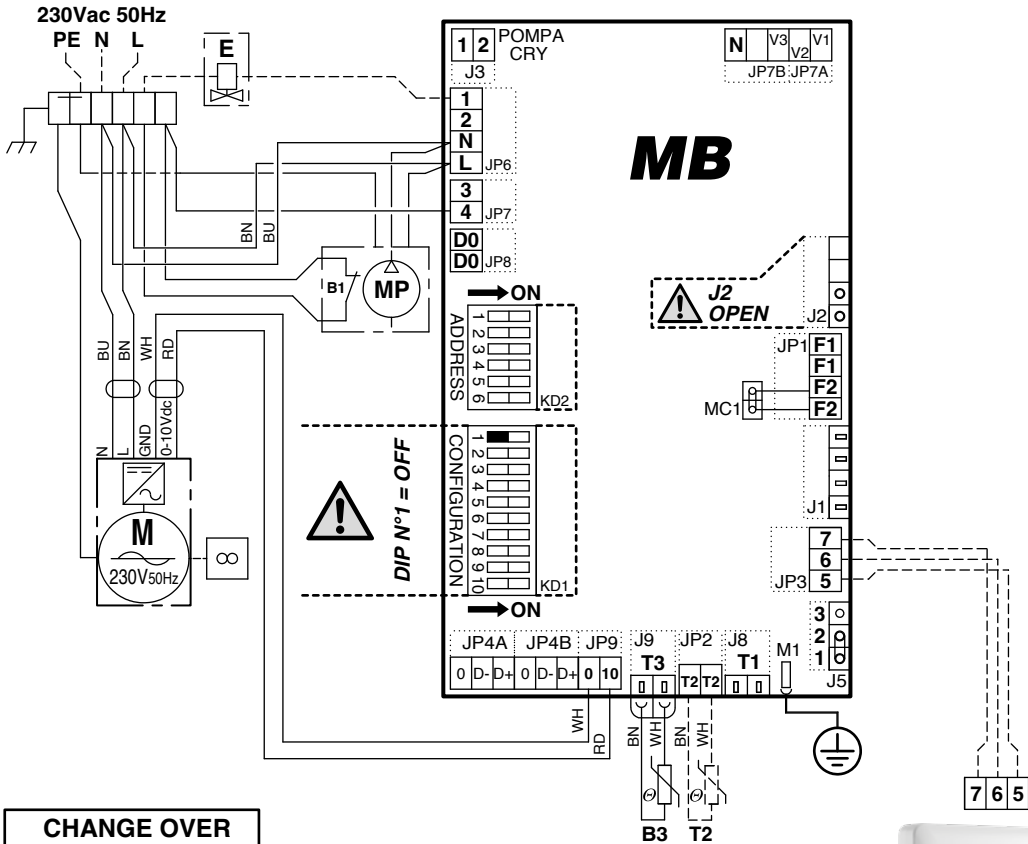 230Vac 50Hz
PE N L
E
1 2 POMPA CRY
J3
N V3 V2 V1
JP7B JP7A
MB
1
2
N
L JP6
3
4 JP7
D0
D0 JP8
BN
BU
B1
MP
ON
ADDRESS
1
2
3
4
5
6
KD2
J2
OPEN
J2
JP1 F1
F1
F2
F2
MC1
J1
BU BN WH RD
N L GND 0-10Vdc
M
230V50Hz
8
DIP N°1 = OFF
CONFIGURATION
1
2
3
4
5
6
7
8
9
10
KD1
ON
7
6
JP3 5
3
2
1
J5
JP4A JP4B JP9 J9 JP2 J8 M1
0 D- D+ 0 D- D+ 0 10 T3 T2 T2 T1
WH
RD
BN WH BN WH
Θ Θ
B3 T2
7 6 5
CHANGE OVER